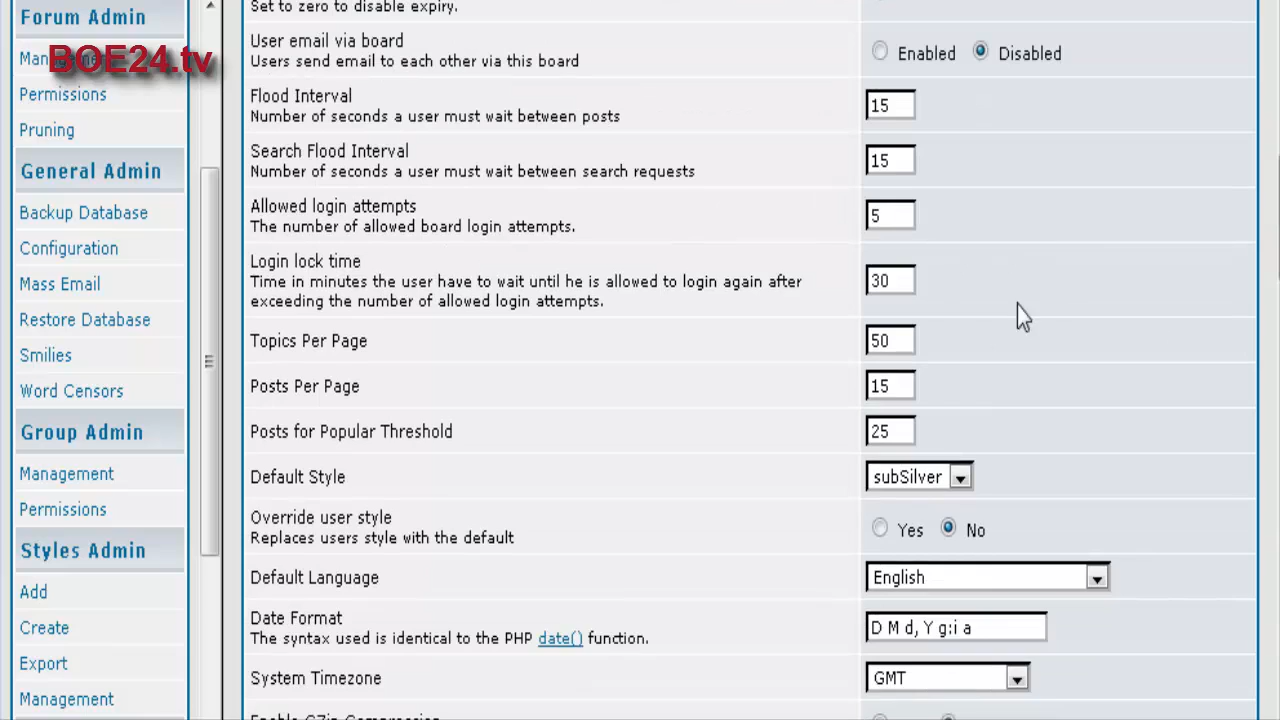 Forum Admin
BOE24.tv
Permissions
Pruning
General Admin
Backup Database
Configuration
Mass Email
Restore Database
Smilies
Word Censors
Group Admin
Management
Permissions
Styles Admin
Add
Create
Export
Management
Set to zero to disable expiry.
User email via board
Users send email to each other via this board
Enabled Disabled
Flood Interval
Number of seconds a user must wait between posts
15
Search Flood Interval
Number of seconds a user must wait between search requests
15
Allowed login attempts
The number of allowed board login attempts.
5
Login lock time
Time in minutes the user have to wait until he is allowed to login again after
exceeding the number of allowed login attempts.
30
Topics Per Page
50
Posts Per Page
15
Posts for Popular Threshold
25
Default Style
subSilver
Override user style
Replaces users style with the default
Yes No
Default Language
English
Date Format
The syntax used is identical to the PHP date() function.
D M d, Y g:i a
System Timezone
GMT
Enable GZip Compression